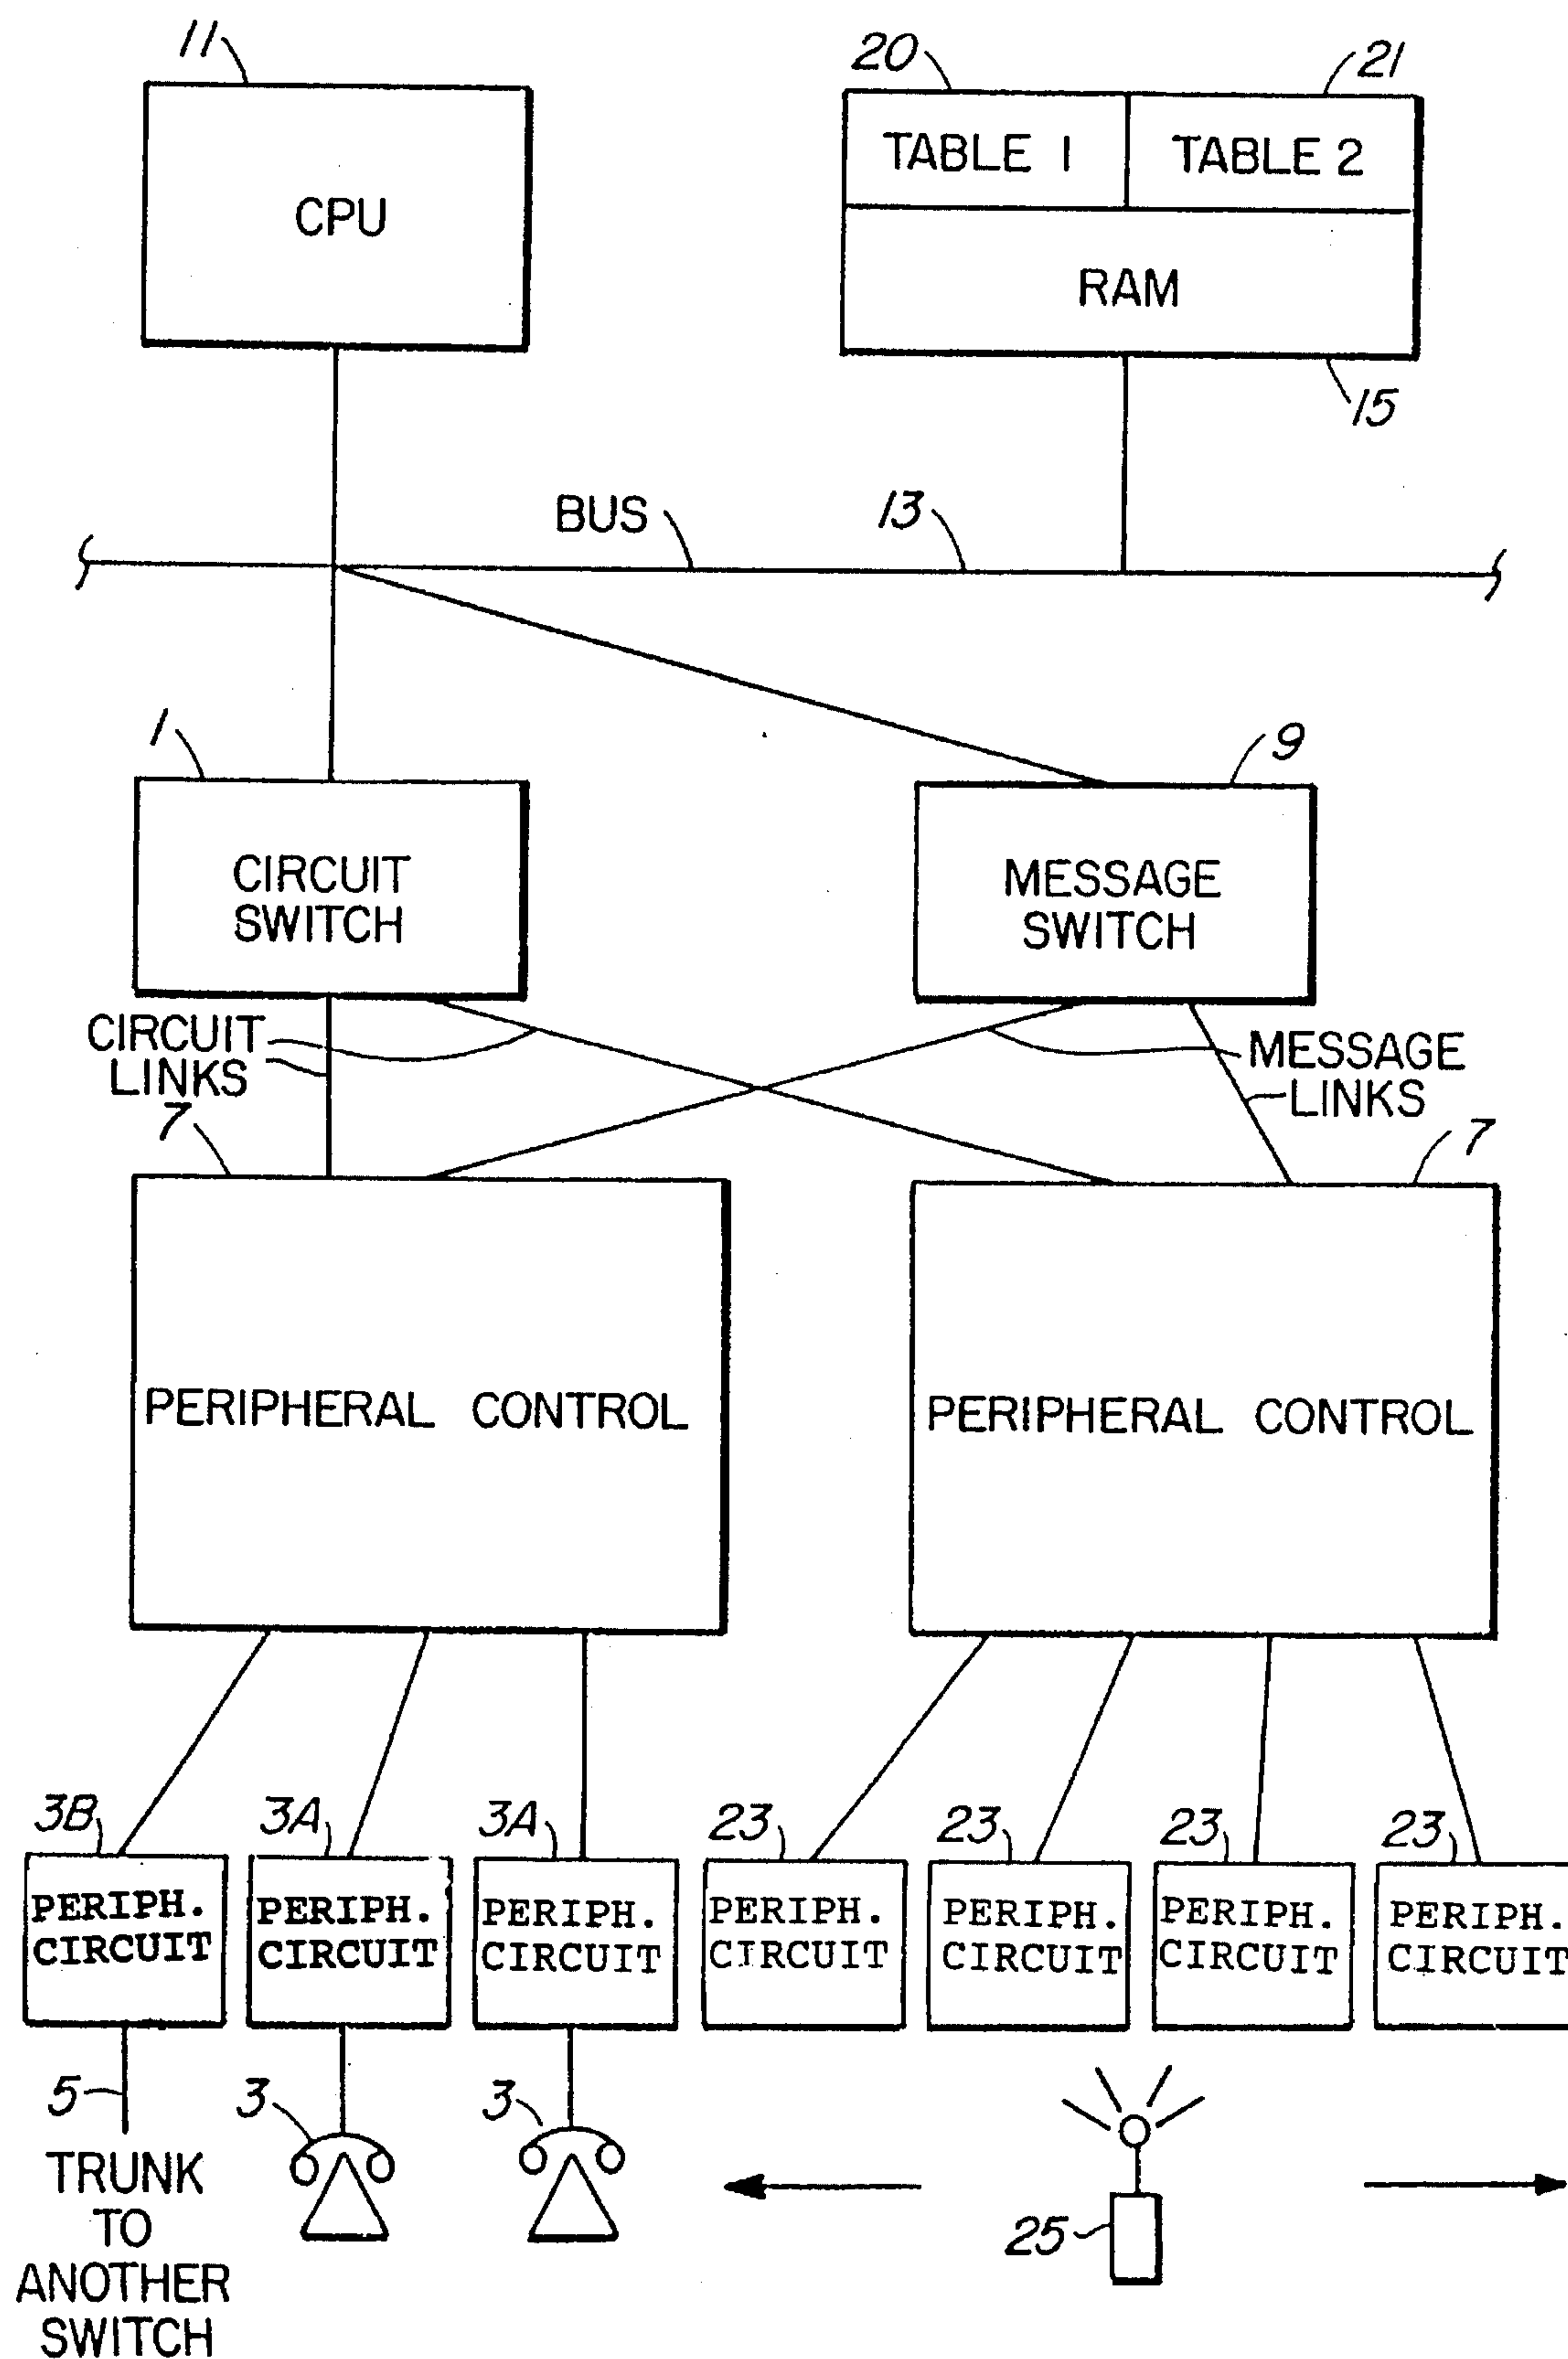 11
20
21
TABLE 1
TABLE 2
CPU
RAM
15
BUS
13
1
9
CIRCUIT
SWITCH
MESSAGE
SWITCH
CIRCUIT
LINKS
MESSAGE
LINKS
7
7
PERIPHERAL CONTROL
PERIPHERAL CONTROL
3B
3A
3A
23
23
23
23
PERIPH.
CIRCUIT
PERIPH.
CIRCUIT
PERIPH.
CIRCUIT
PERIPH.
CIRCUIT
PERIPH.
CIRCUIT
PERIPH.
CIRCUIT
PERIPH.
CIRCUIT
5
3
3
TRUNK
TO
ANOTHER
SWITCH
25